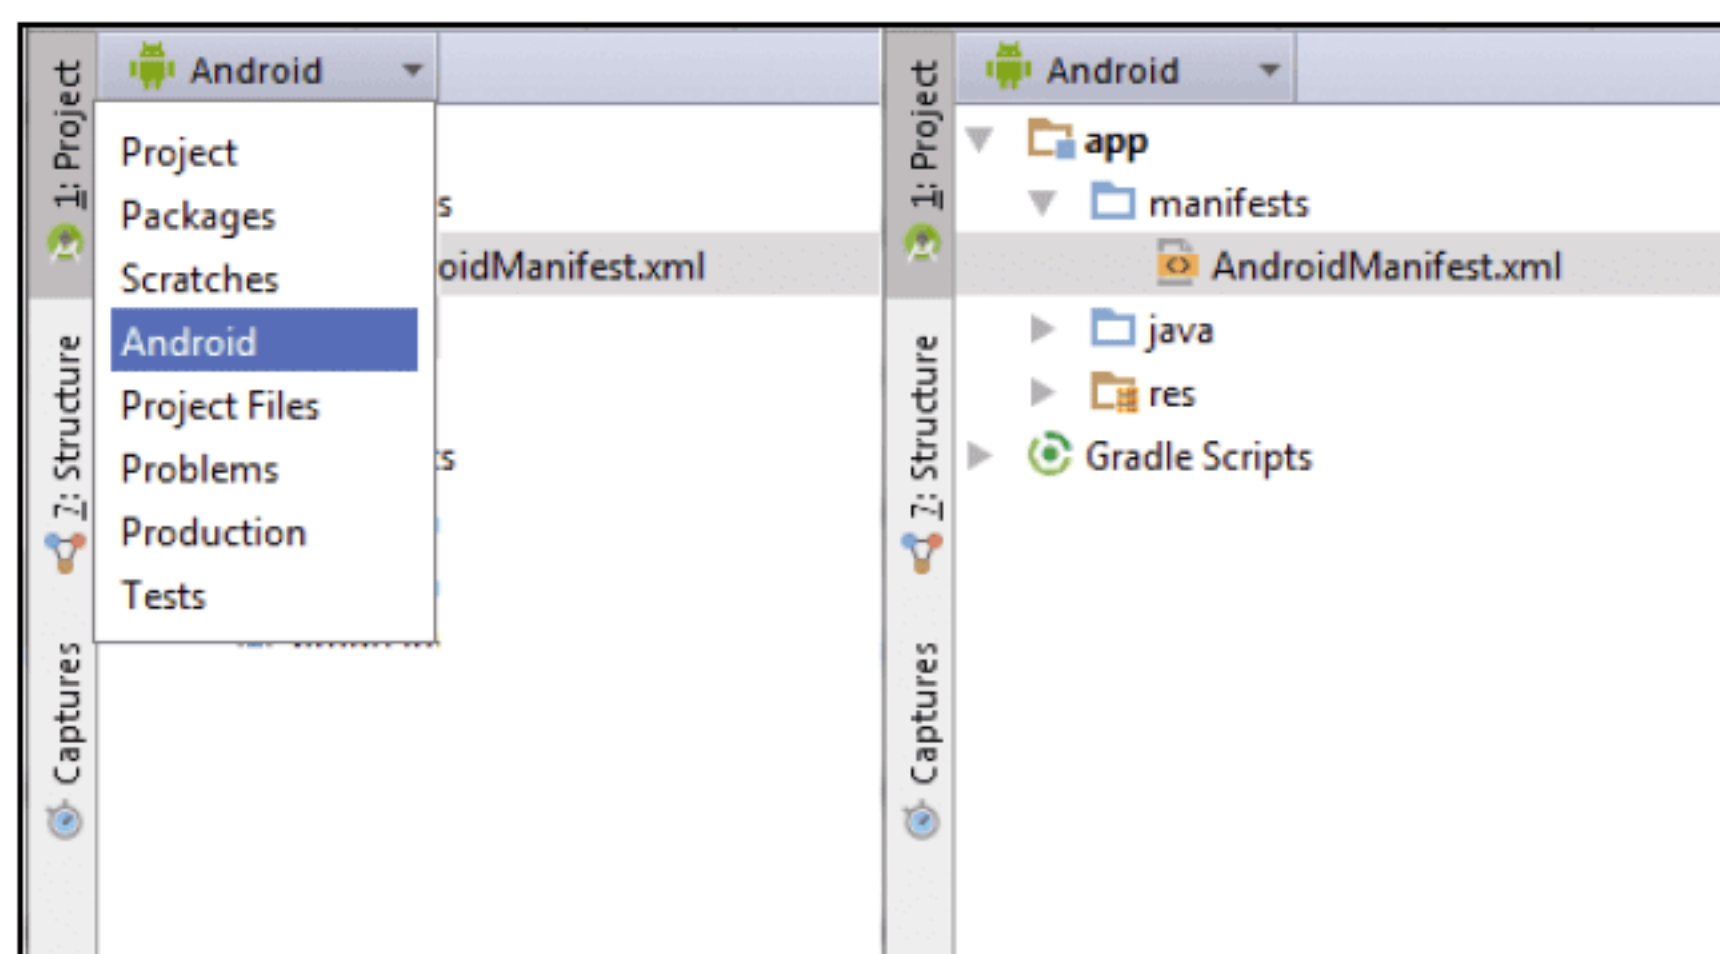 Android
Project
Packages
Scratches
Android
Project Files
Problems
Production
Tests
s
oidManifest.xml
ts
1: Project
7: Structure
Captures
Android
app
manifests
AndroidManifest.xml
java
res
Gradle Scripts
1: Project
7: Structure
Captures